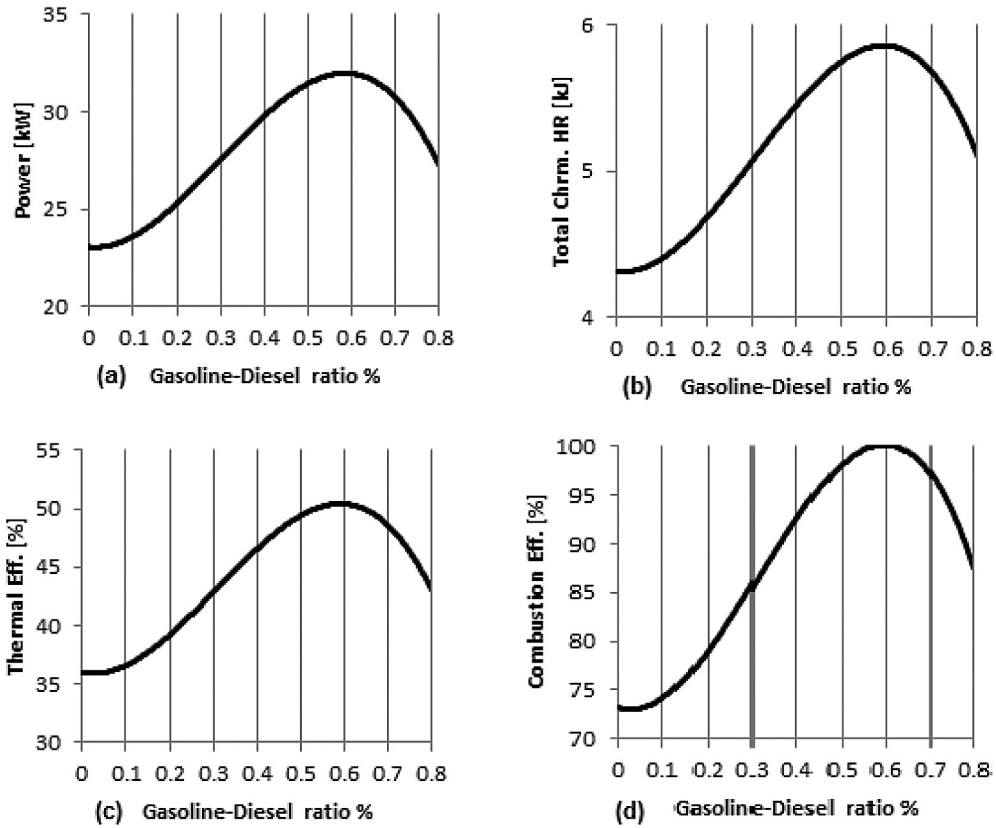 35
30
25
20
Power [kW]
0 0.1 0.2 0.3 0.4 0.5 0.6 0.7 0.8
(a) Gasoline-Diesel ratio %
6
5
4
Total Chrm. HR [kJ]
0 0.1 0.2 0.3 0.4 0.5 0.6 0.7 0.8
(b) Gasoline-Diesel ratio %
55
50
45
40
35
30
Thermal Eff. [%]
0 0.1 0.2 0.3 0.4 0.5 0.6 0.7 0.8
(c) Gasoline-Diesel ratio %
100
95
90
85
80
75
70
Combustion Eff. [%]
0 0.1 0.2 0.3 0.4 0.5 0.6 0.7 0.8
(d) Gasoline-Diesel ratio %